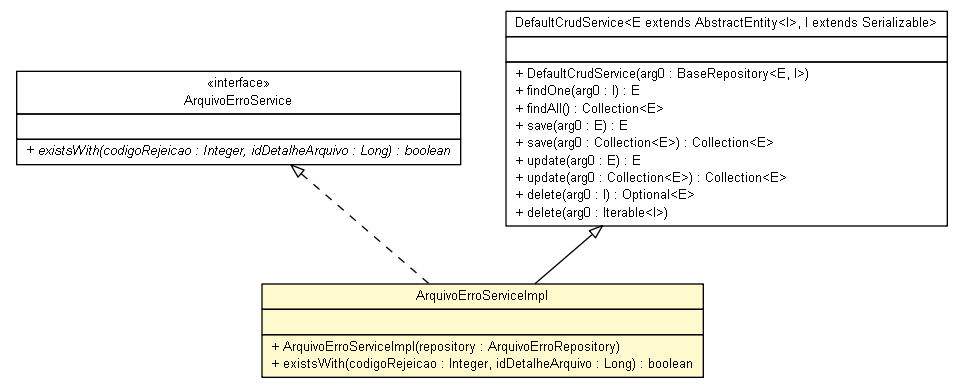 «interface»
ArquivoErroService
+ existsWith(codigoRejeicao : Integer, idDetalheArquivo : Long) : boolean
DefaultCrudService<E extends AbstractEntity<I>, I extends Serializable>
+ DefaultCrudService(arg0 : BaseRepository<E, I>)
+ findOne(arg0 : I) : E
+ findAll() : Collection<E>
+ save(arg0 : E) : E
+ save(arg0 : Collection<E>) : Collection<E>
+ update(arg0 : E) : E
+ update(arg0 : Collection<E>) : Collection<E>
+ delete(arg0 : I) : Optional<E>
+ delete(arg0 : Iterable<I>)
ArquivoErroServiceImpl
+ ArquivoErroServiceImpl(repository : ArquivoErroRepository)
+ existsWith(codigoRejeicao : Integer, idDetalheArquivo : Long) : boolean